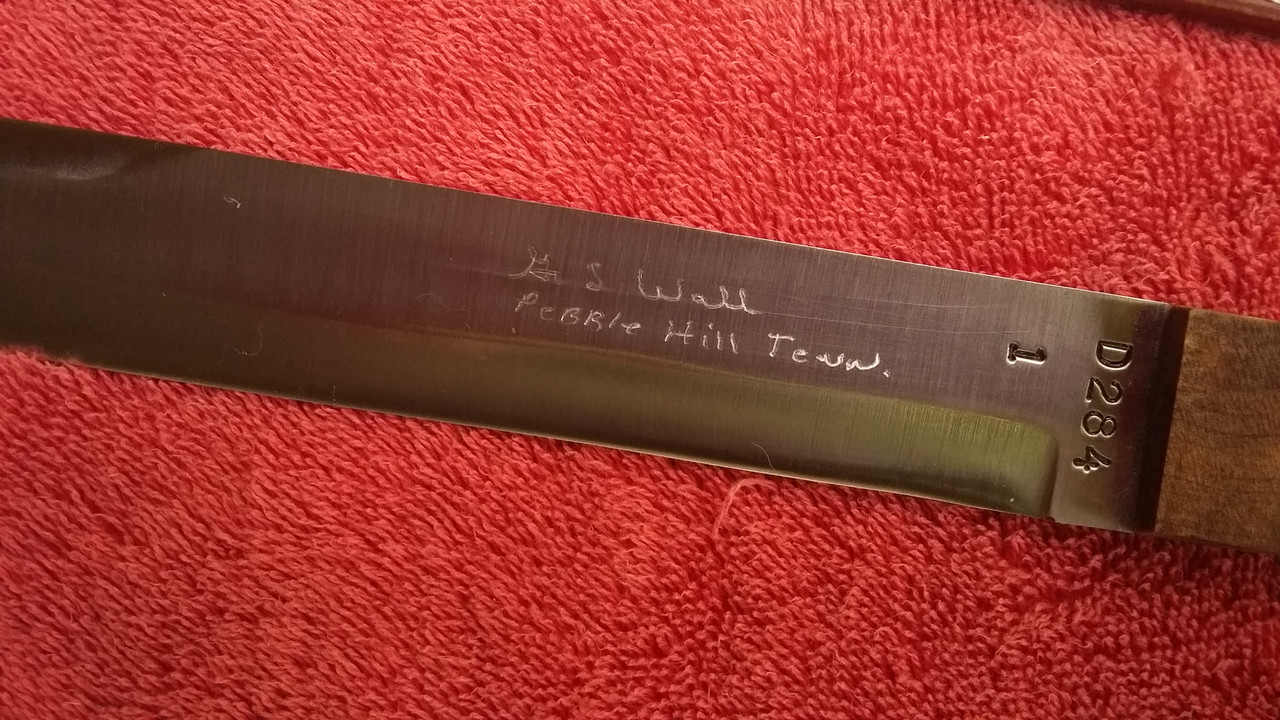 G S Wall
PeBBle Hill Tenn.
1
D284